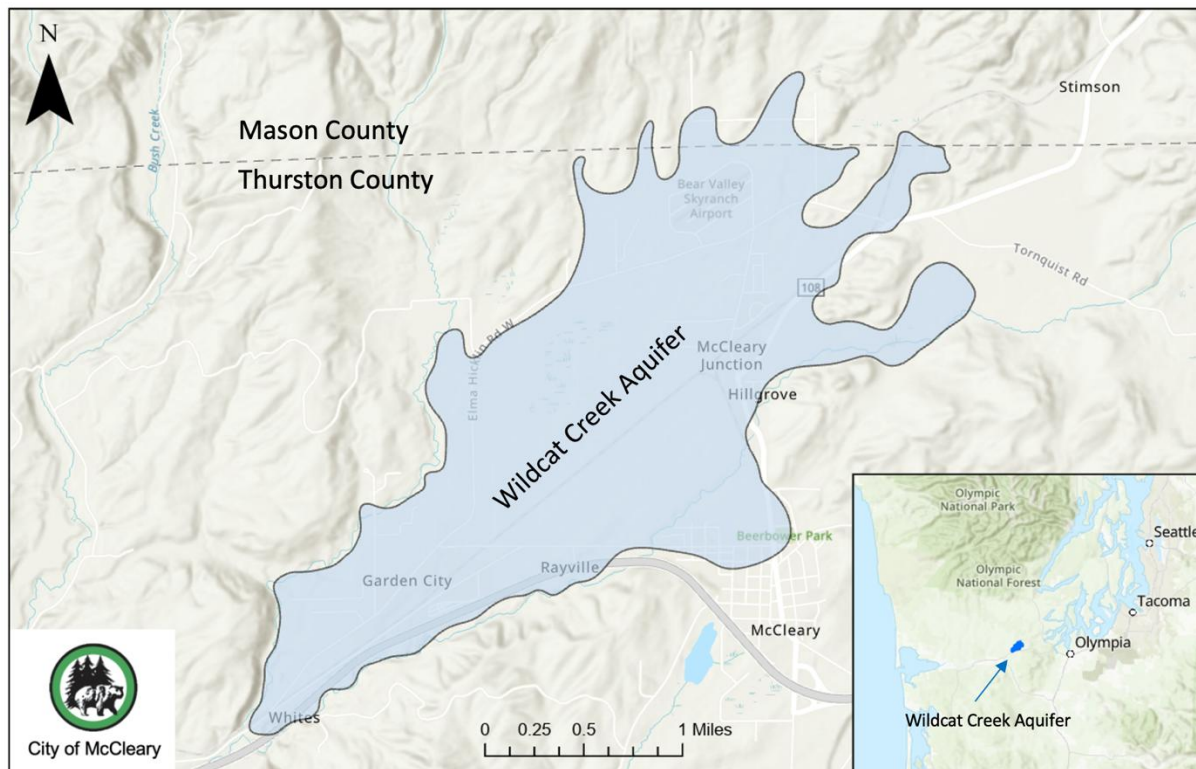 N
Stimson
Mason County
Thurston County
Bush Creek
Bear Valley
Skyranch
Airport
Tornquist Rd
108
Elma Hicklin Rd W
McCleary
Junction
Hillgrove
Wildcat Creek Aquifer
Beerbower Park
Rayville
Garden City
McCleary
Whites
City of McCleary
0 0.25 0.5 1 Miles
Olympic
National Park
Seattle
Olympic
National Forest
Tacoma
Olympia
Wildcat Creek Aquifer